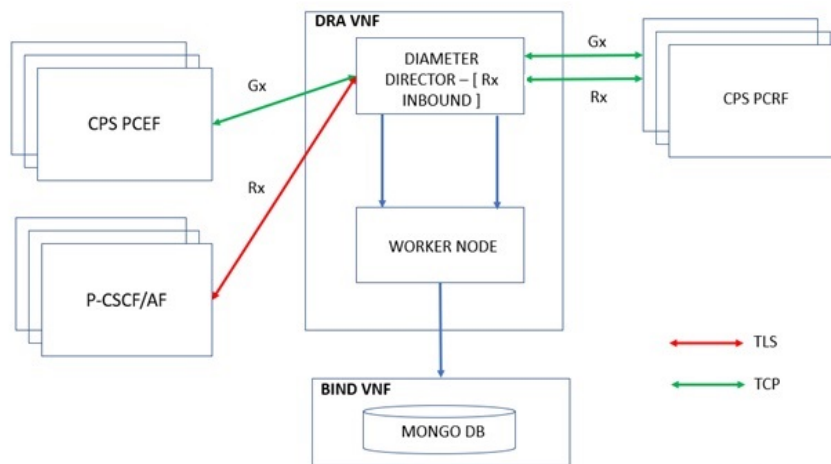 DRA VNF
DIAMETER
DIRECTOR – [ Rx
INBOUND ]
Gx
Rx
CPS PCEF
Gx
Rx
CPS PCRF
WORKER NODE
P-CSCF/AF
TLS
TCP
BIND VNF
MONGO DB